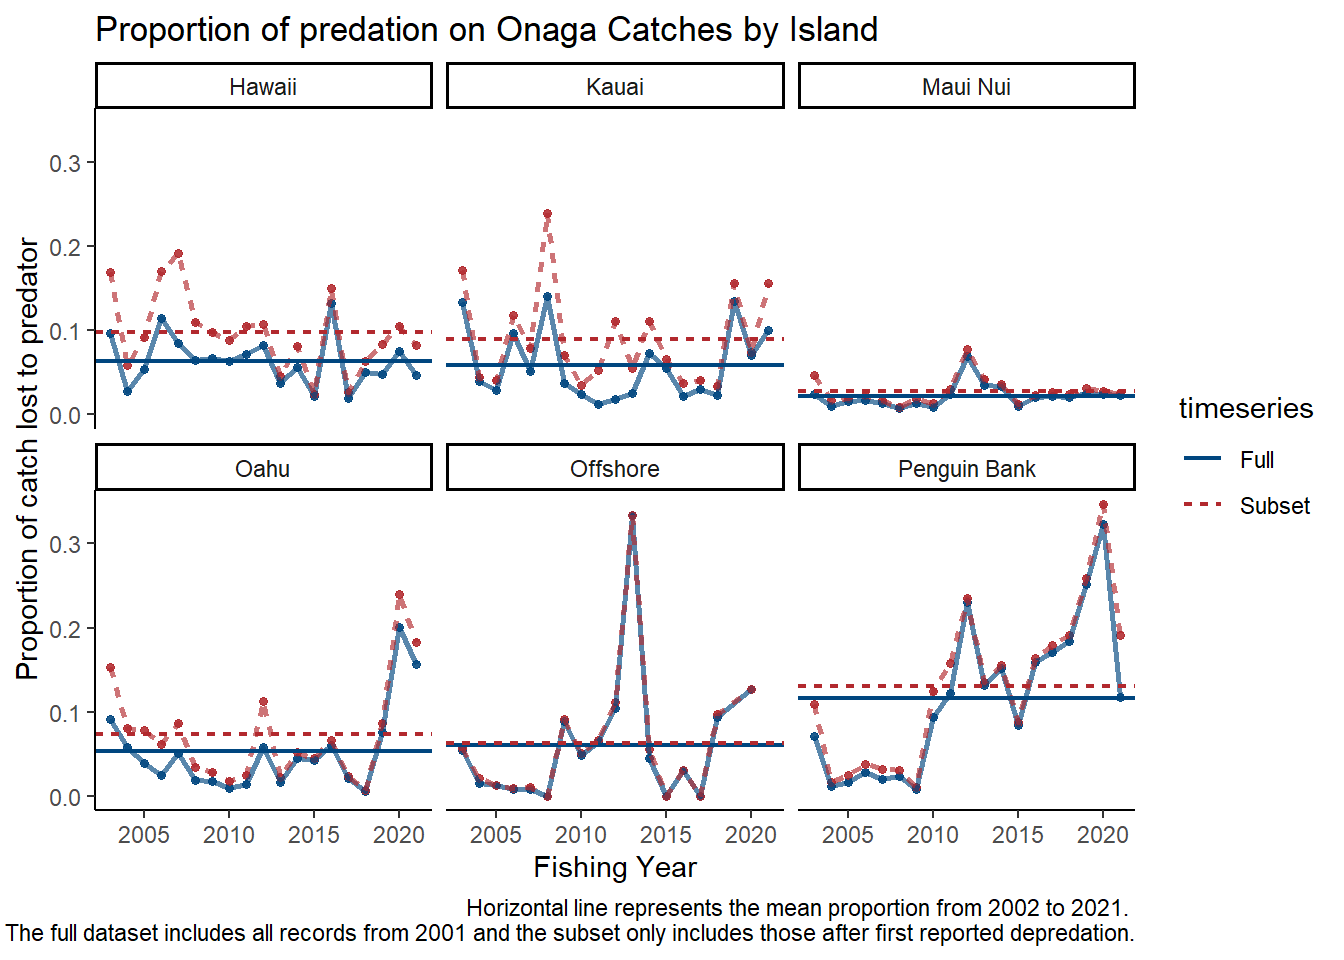 Proportion of predation on Onaga Catches by Island
Hawaii
Kauai
Maui Nui
0.3
0.2
0.1
0.0
Oahu
Offshore
Penguin Bank
0.3
0.2
0.1
0.0
2005 2010 2015 2020
2005 2010 2015 2020
2005 2010 2015 2020
Proportion of catch lost to predator
Fishing Year
timeseries
Full
Subset
Horizontal line represents the mean proportion from 2002 to 2021.
The full dataset includes all records from 2001 and the subset only includes those after first reported depredation.